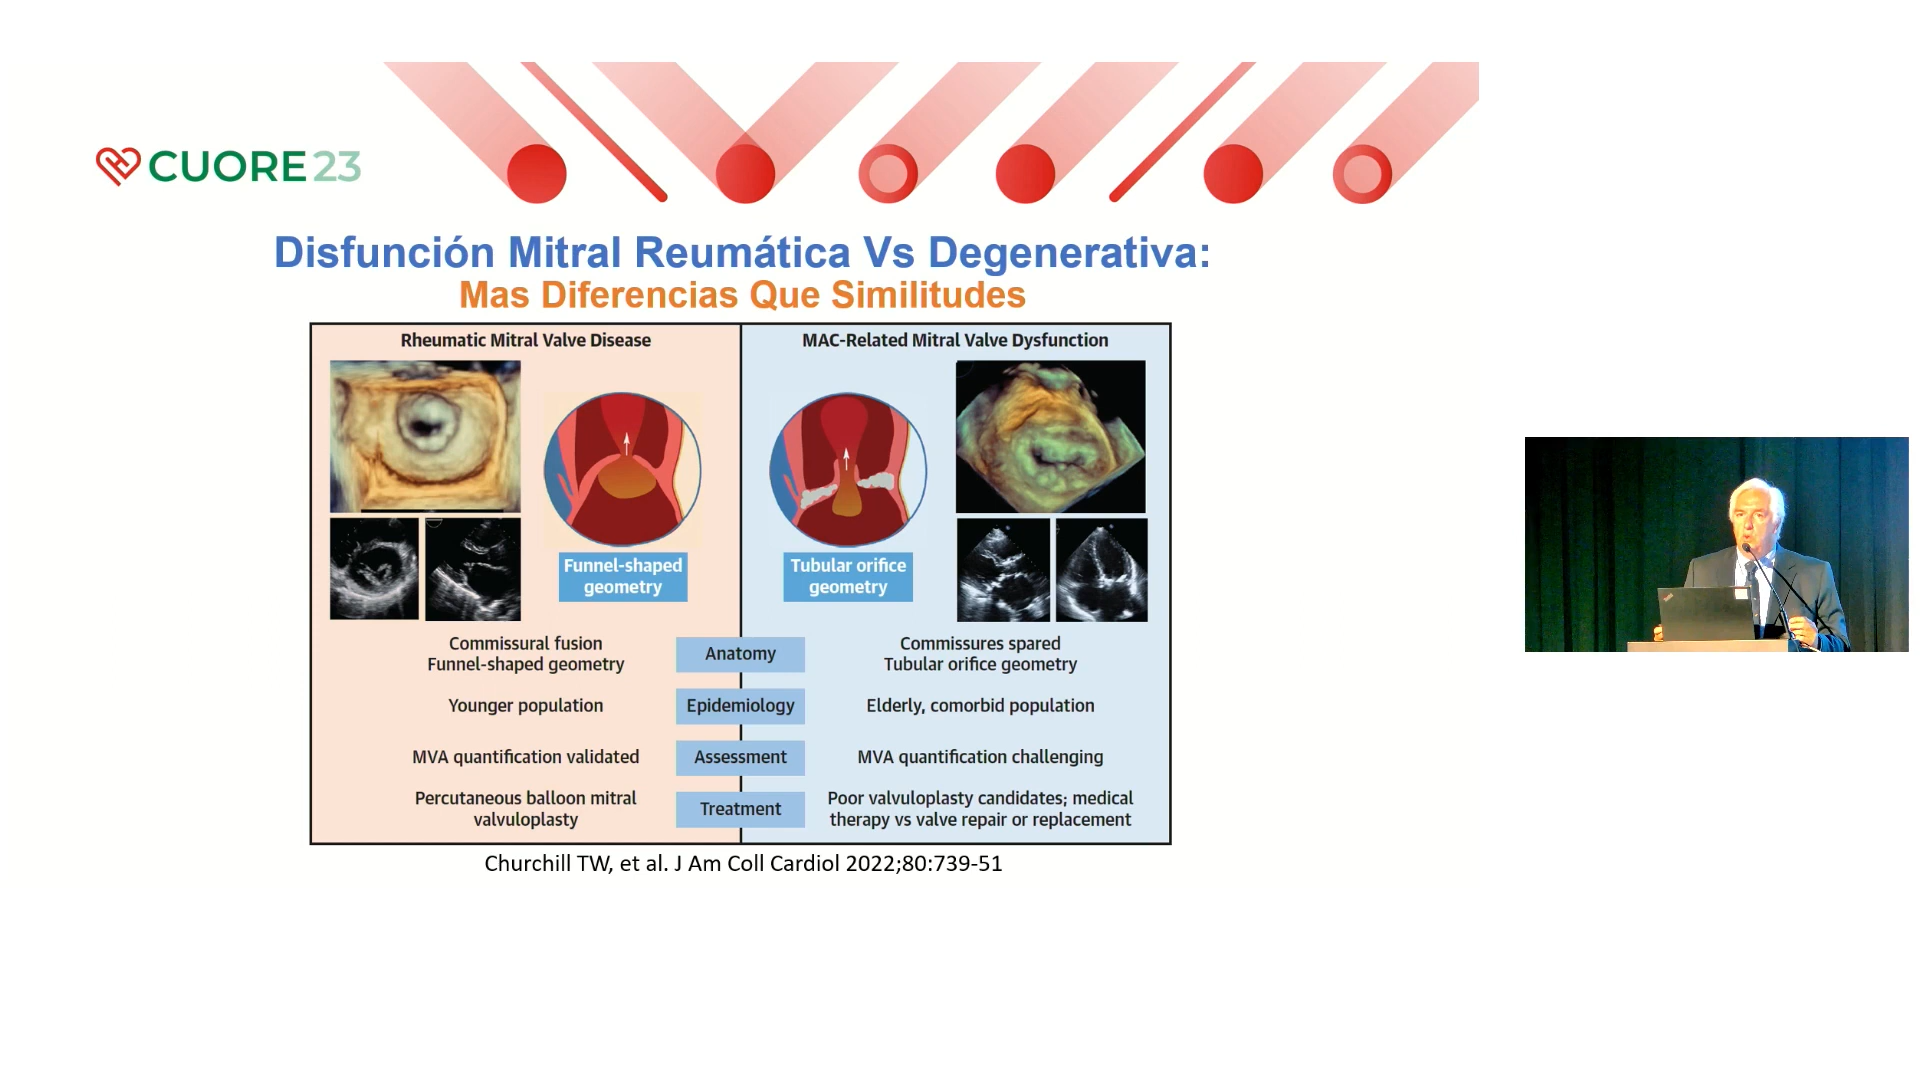 CUORE 23
Disfunción Mitral Reumática Vs Degenerativa:
Mas Diferencias Que Similitudes
Rheumatic Mitral Valve Disease
MAC-Related Mitral Valve Dysfunction
Funnel-shaped
geometry
Tubular orifice
geometry
Commissural fusion
Funnel-shaped geometry
Anatomy
Commissures spared
Tubular orifice geometry
Younger population
Epidemiology
Elderly, comorbid population
MVA quantification validated
Assessment
MVA quantification challenging
Percutaneous balloon mitral
valvuloplasty
Treatment
Poor valvuloplasty candidates; medical
therapy vs valve repair or replacement
Churchill TW, et al. J Am Coll Cardiol 2022;80:739-51